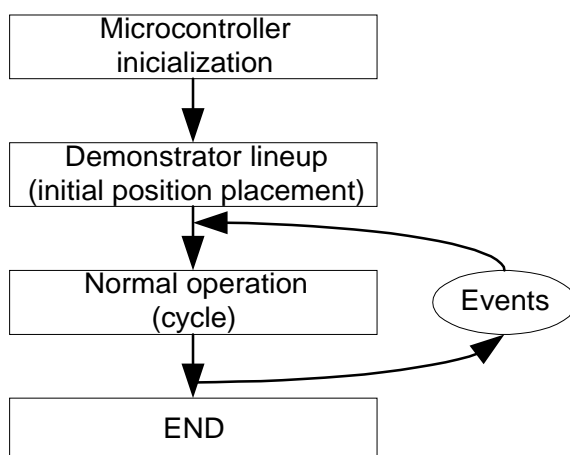 Microcontroller
inicialization
Demonstrator lineup
(initial position placement)
Normal operation
(cycle)
Events
END